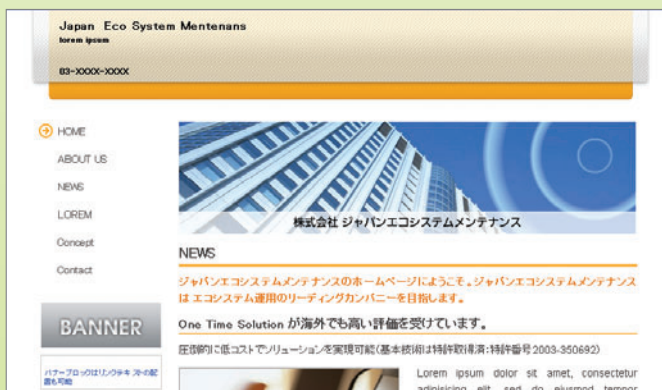 Japan Eco System Mentenans
lorem ipsum
03-XXXX-XXXX
HOME
ABOUT US
NEWS
LOREM
Concept
Contact
BANNER
バナーブロックはリンクテキストの配
置も可能
株式会社 ジャパンエコシステムメンテナンス
NEWS
ジャパンエコシステムメンテナンスのホームページにようこそ。ジャパンエコシステムメンテナンス
は エコシステム運用のリーディングカンパニーを目指します。
One Time Solution が海外でも高い評価を受けています。
圧倒的に低コストでソリューションを実現可能(基本技術は特許取得済:特許番号2003-350692)
Lorem ipsum dolor sit amet, consectetur
adipisicing elit, sed do eiusmod tempor